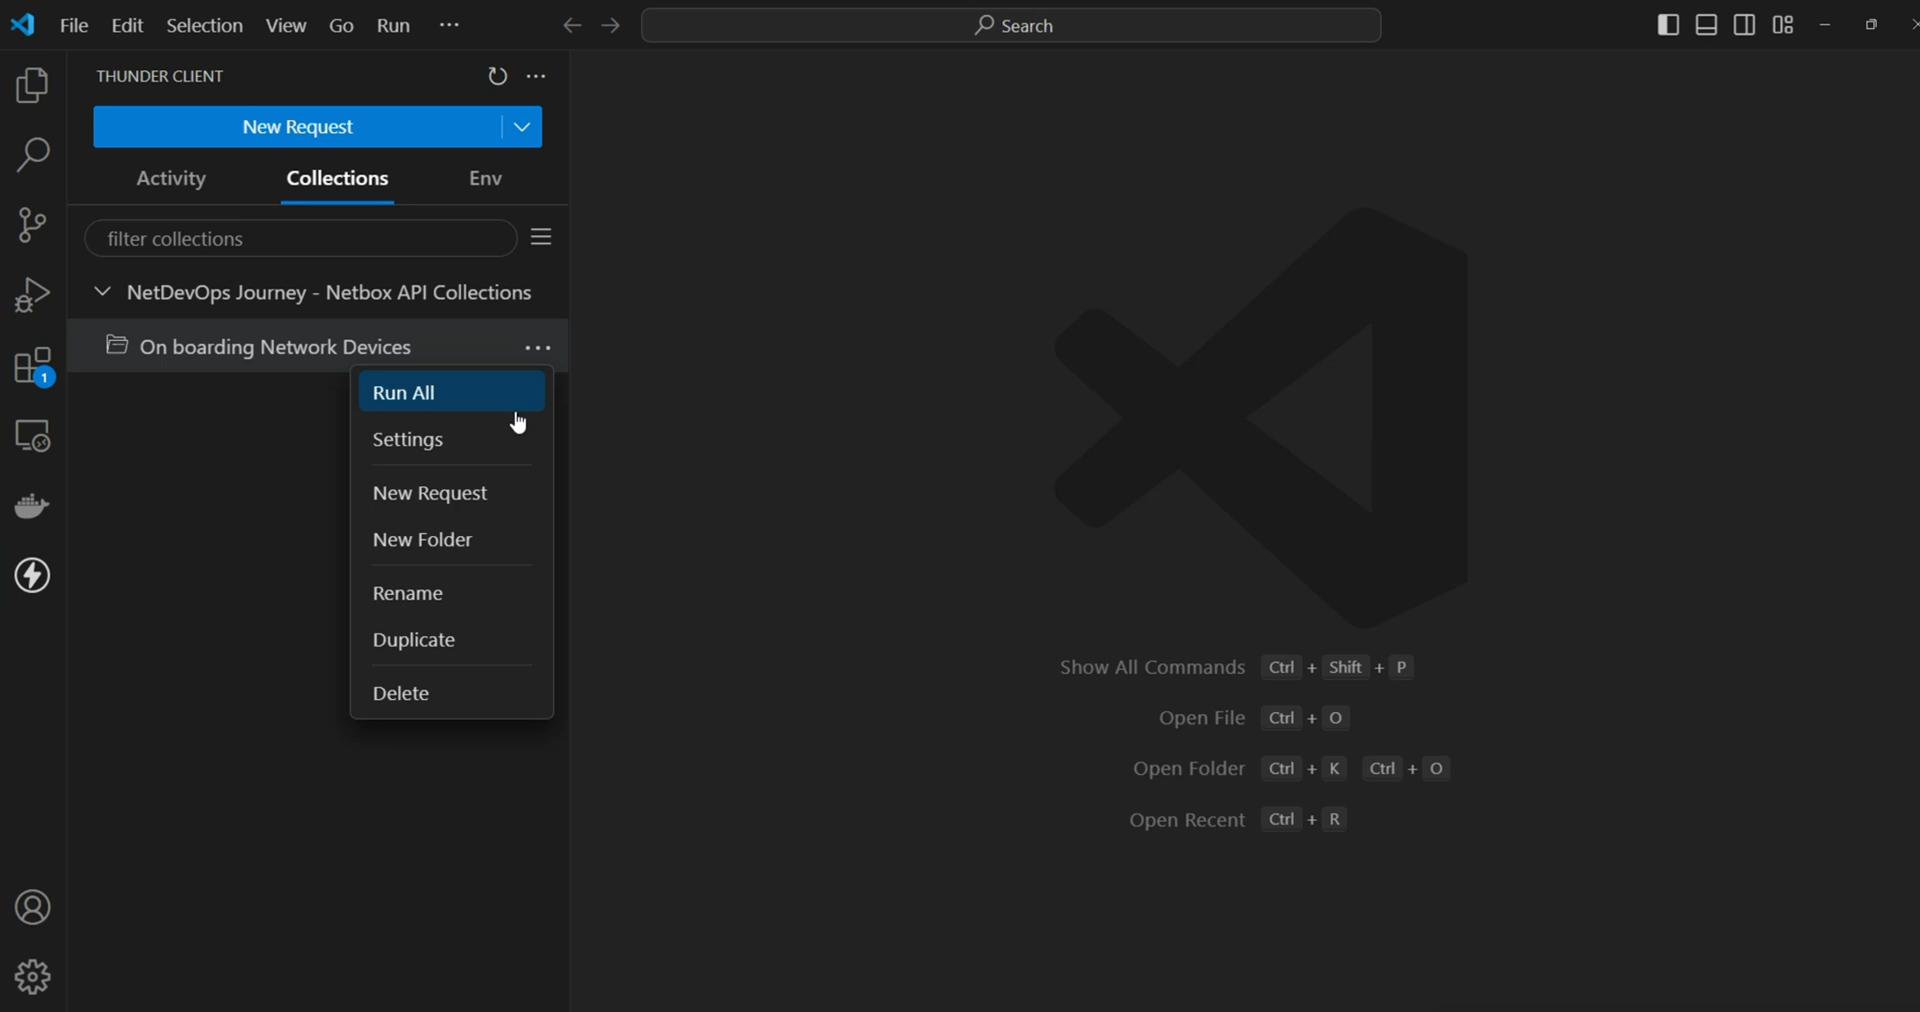 File Edit Selection View Go Run ···
Search
THUNDER CLIENT
New Request
Activity Collections Env
filter collections
NetDevOps Journey - Netbox API Collections
On boarding Network Devices
Run All
Settings
1
New Request
New Folder
Rename
Duplicate
Delete
Show All Commands Ctrl + Shift + P
Open File Ctrl + O
Open Folder Ctrl + K Ctrl + O
Open Recent Ctrl + R